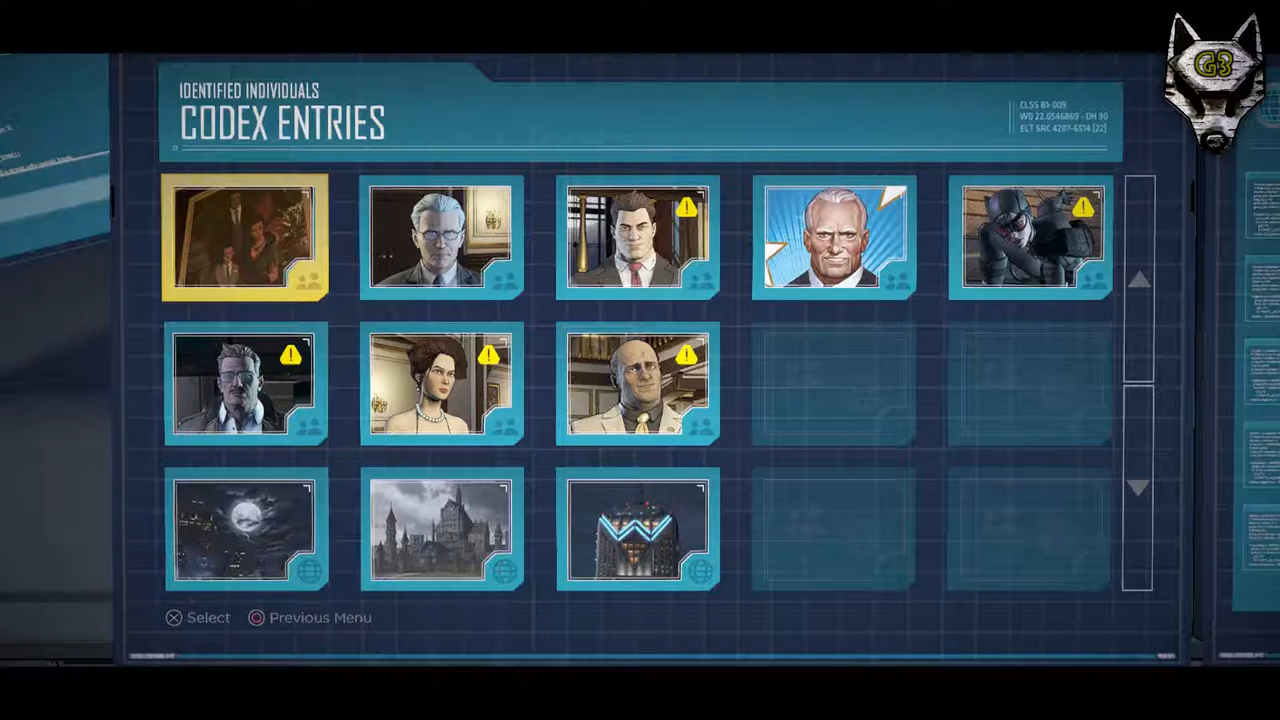 G3
IDENTIFIED INDIVIDUALS
CODEX ENTRIES
CLSS B1-009
WD 22.0546869 - DH 90
ELT SRC 4207-6514 [22]
Select
Previous Menu